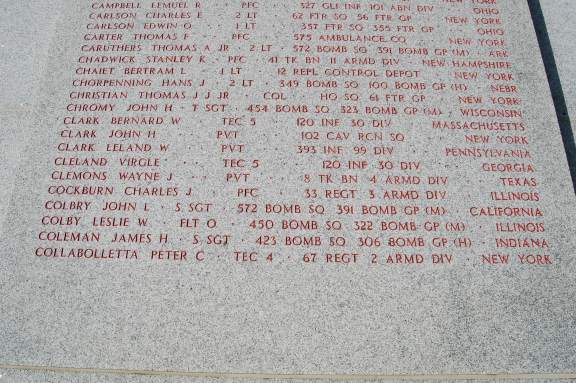 NEW YORK
CAMPBELL LEMUEL R · PFC · 327 GLI INF 101 ABN DIV · OHIO
CARLSON CHARLES E · 2 LT · 62 FTR SQ 56 FTR GP · NEW YORK
CARLSON EDWIN O · 1 LT · 357 FTR SQ 355 FTR GP · OHIO
CARTER THOMAS F · PFC · 575 AMBULANCE CO · NEW YORK
CARUTHERS THOMAS A JR · 2 LT · 572 BOMB SQ 391 BOMB GP (M) · ARK
CHADWICK STANLEY K · PFC · 41 TK BN 11 ARMD DIV · NEW HAMPSHIRE
CHAIET BERTRAM L · 1 LT · 12 REPL CONTROL DEPOT · NEW YORK
CHORPENNING HANS J · 2 LT · 349 BOMB SQ 100 BOMB GP (H) · NEBR
CHRISTIAN THOMAS J J JR · COL · HQ SQ 61 FTR GP · NEW YORK
CHROMY JOHN H · T SGT · 454 BOMB SQ 323 BOMB GP (M) · WISCONSIN
CLARK BERNARD W · TEC 5 · 120 INF 30 DIV · MASSACHUSETTS
CLARK JOHN H · PVT · 102 CAV RCN SQ · NEW YORK
CLARK LELAND W · PVT · 393 INF 99 DIV · PENNSYLVANIA
CLELAND VIRGLE · TEC 5 · 120 INF 30 DIV · GEORGIA
CLEMONS WAYNE J · PVT · 8 TK BN 4 ARMD DIV · TEXAS
COCKBURN CHARLES J · PFC · 33 REGT 3 ARMD DIV · ILLINOIS
COLBRY JOHN L · S SGT · 572 BOMB SQ 391 BOMB GP (M) · CALIFORNIA
COLBY LESLIE W · FLT O · 450 BOMB SQ 322 BOMB GP (M) · ILLINOIS
COLEMAN JAMES H · S SGT · 423 BOMB SQ 306 BOMB GP (H) · INDIANA
COLLABOLLETTA PETER C · TEC 4 · 67 REGT 2 ARMD DIV · NEW YORK